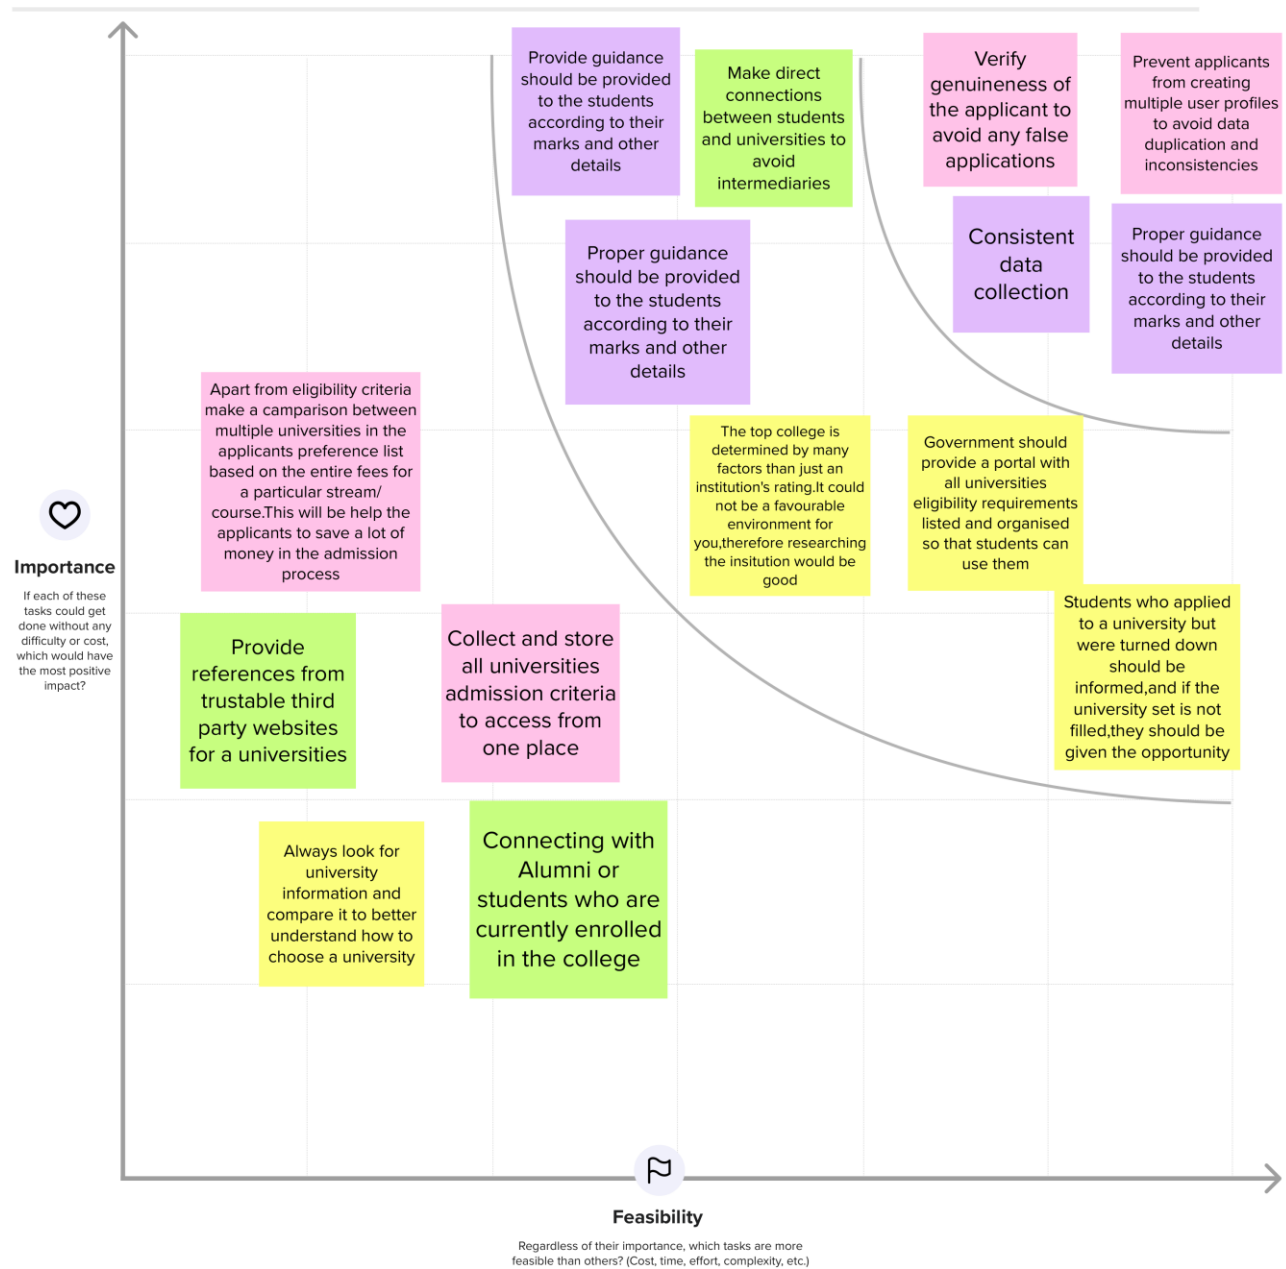 Provide guidance
should be provided
to the students
according to their
marks and other
details
Make direct
connections
between students
and universities to
avoid
intermediaries
Verify
genuineness of
the applicant to
avoid any false
applications
Prevent applicants
from creating
multiple user profiles
to avoid data
duplication and
inconsistencies
Proper guidance
should be provided
to the students
according to their
marks and other
details
Consistent
data
collection
Proper guidance
should be provided
to the students
according to their
marks and other
details
Apart from eligibility criteria
make a camparison between
multiple universities in the
applicants preference list
based on the entire fees for
a particular stream/
course.This will be help the
applicants to save a lot of
money in the admission
process
The top college is
determined by many
factors than just an
institution's rating.It could
not be a favourable
environment for
you,therefore researching
the insitution would be
good
Government should
provide a portal with
all universities
eligibility requirements
listed and organised
so that students can
use them
Students who applied
to a university but
were turned down
should be
informed,and if the
university set is not
filled,they should be
given the opportunity
Importance
If each of these
tasks could get
done without any
difficulty or cost,
which would have
the most positive
impact?
Provide
references from
trustable third
party websites
for a universities
Collect and store
all universities
admission criteria
to access from
one place
Always look for
university
information and
compare it to better
understand how to
choose a university
Connecting with
Alumni or
students who are
currently enrolled
in the college
Feasibility
Regardless of their importance, which tasks are more
feasible than others? (Cost, time, effort, complexity, etc.)